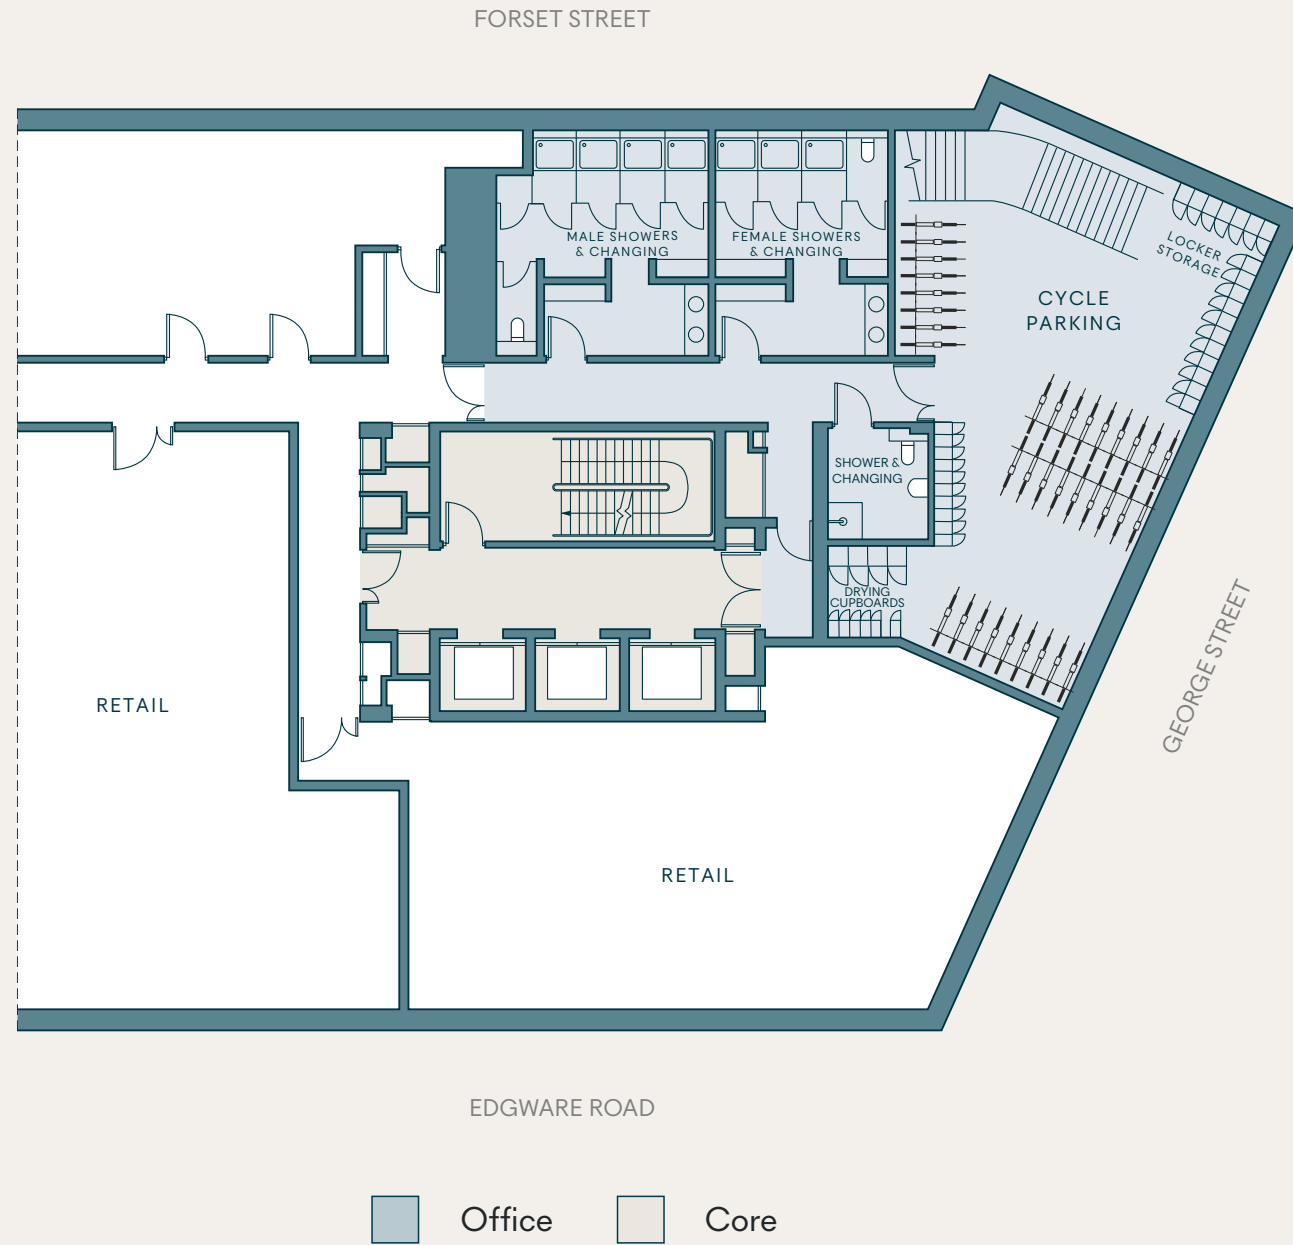 FORSET STREET
MALE SHOWERS
& CHANGING
FEMALE SHOWERS
& CHANGING
LOCKER
STORAGE
CYCLE
PARKING
SHOWER &
CHANGING
DRYING
CUPBOARDS
GEORGE STREET
RETAIL
RETAIL
EDGWARE ROAD
Office
Core